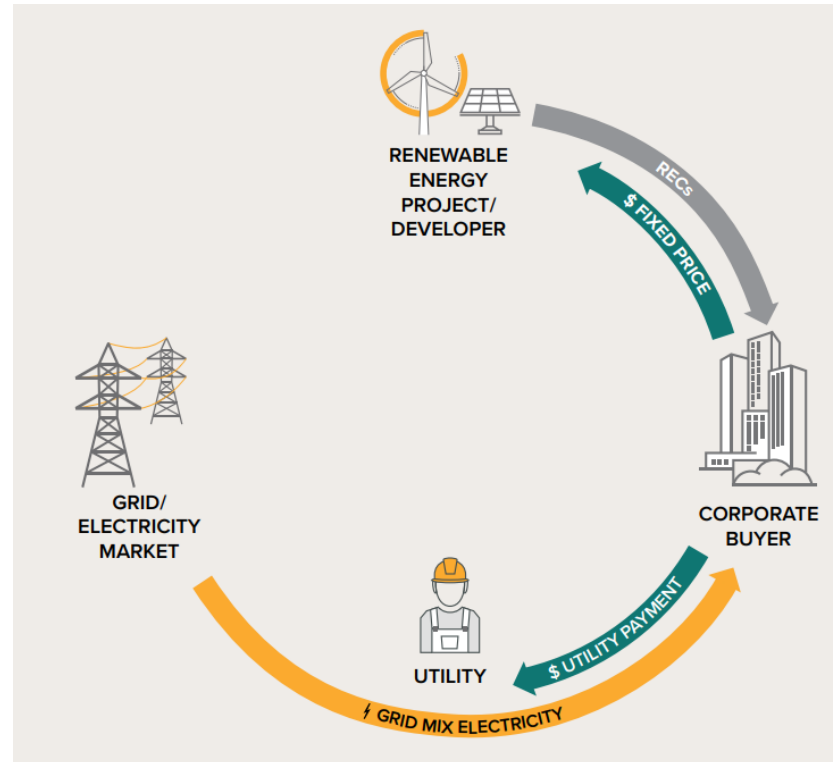 RENEWABLE
ENERGY
PROJECT/
DEVELOPER
RECs
$ FIXED PRICE
GRID/
ELECTRICITY
MARKET
CORPORATE
BUYER
UTILITY
$ UTILITY PAYMENT
GRID MIX ELECTRICITY